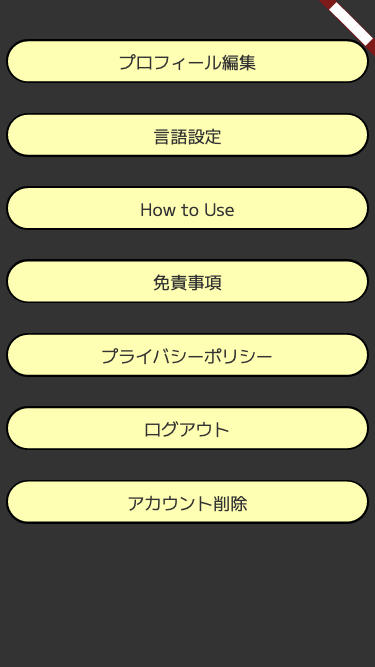 プロフィール編集
言語設定
How to Use
免責事項
プライバシーポリシー
ログアウト
アカウント削除